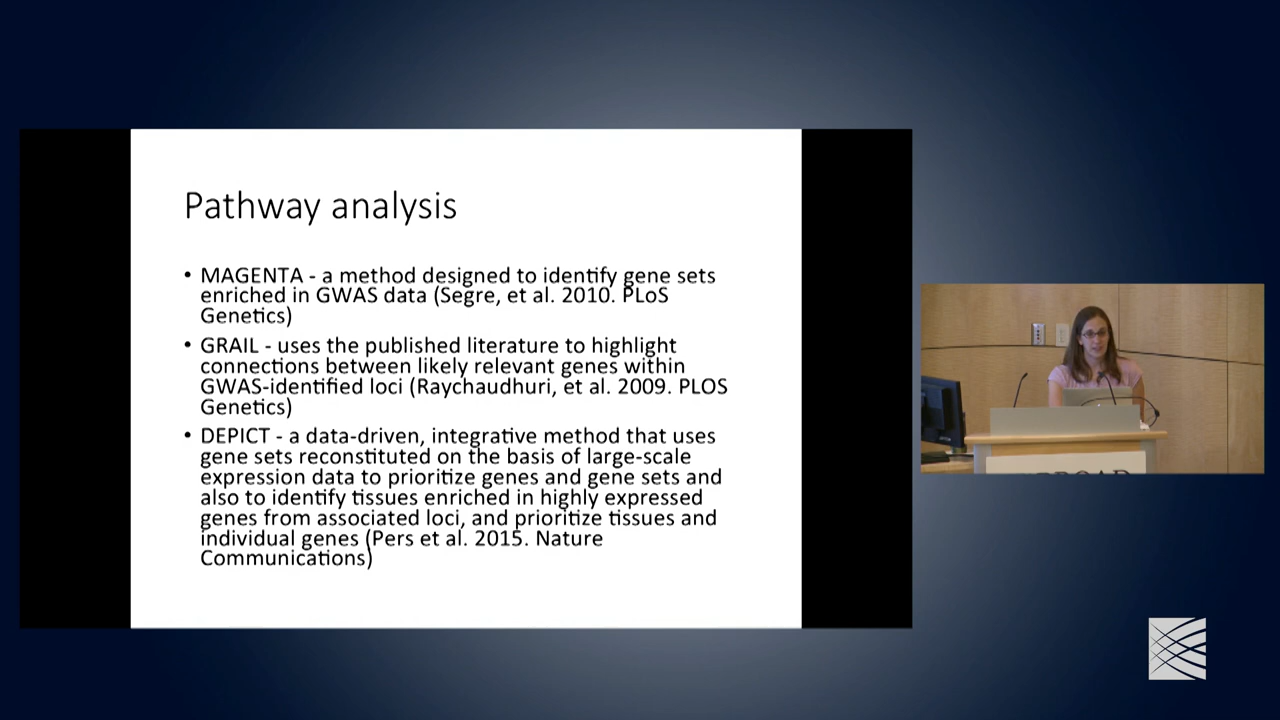 Pathway analysis
• MAGENTA - a method designed to identify gene sets
enriched in GWAS data (Segre, et al. 2010. PLoS
Genetics)
• GRAIL - uses the published literature to highlight
connections between likely relevant genes within
GWAS-identified loci (Raychaudhuri, et al. 2009. PLOS
Genetics)
• DEPICT - a data-driven, integrative method that uses
gene sets reconstituted on the basis of large-scale
expression data to prioritize genes and gene sets and
also to identify tissues enriched in highly expressed
genes from associated loci, and prioritize tissues and
individual genes (Pers et al. 2015. Nature
Communications)